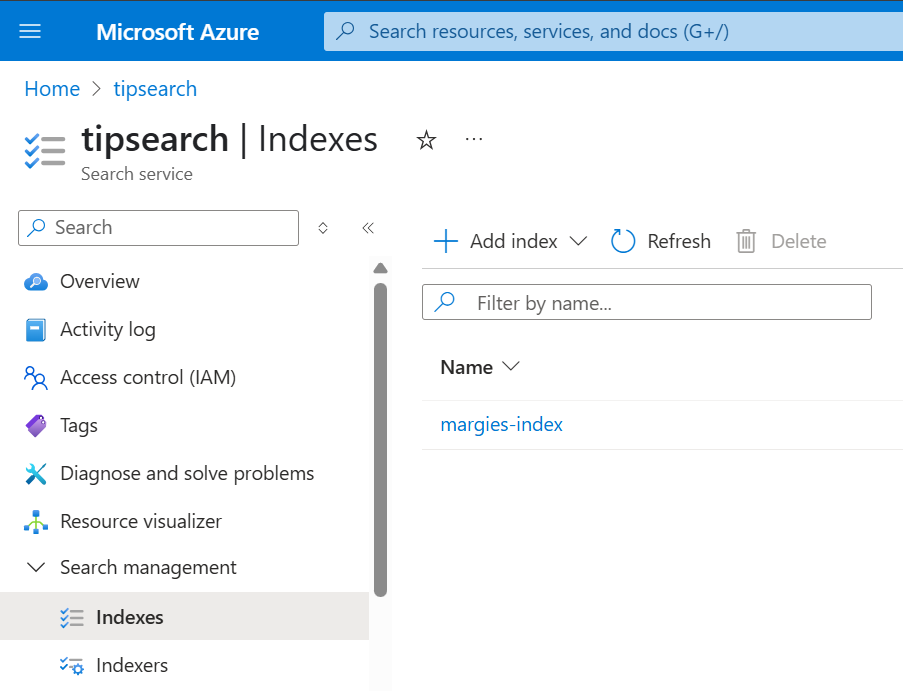 Microsoft Azure
Search resources, services, and docs (G+/)
Home > tipsearch
tipsearch | Indexes
Search service
Search
Add index
Refresh
Delete
Filter by name...
Name
margies-index
Overview
Activity log
Access control (IAM)
Tags
Diagnose and solve problems
Resource visualizer
Search management
Indexes
Indexers